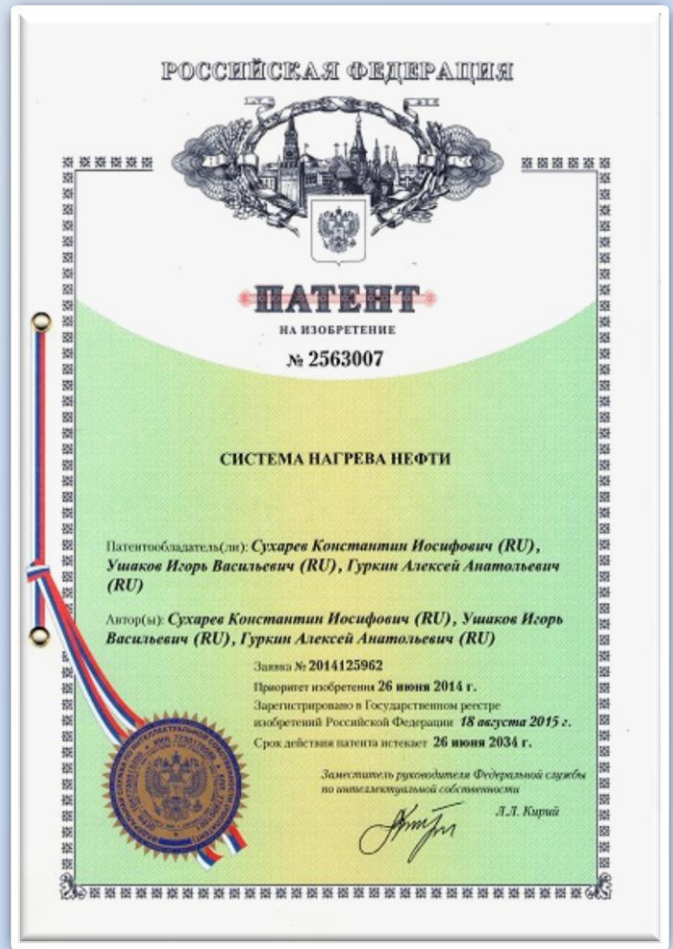 РОССИЙСКАЯ ФЕДЕРАЦИЯ
ПАТЕНТ
НА ИЗОБРЕТЕНИЕ
№ 2563007
СИСТЕМА НАГРЕВА НЕФТИ
Патентообладатель(ли): Сухарев Константин Иосифович (RU),
Ушаков Игорь Васильевич (RU), Гуркин Алексей Анатольевич
(RU)
Автор(ы): Сухарев Константин Иосифович (RU), Ушаков Игорь
Васильевич (RU), Гуркин Алексей Анатольевич (RU)
Заявка № 2014125962
Приоритет изобретения 26 июня 2014 г.
Зарегистрировано в Государственном реестре
изобретений Российской Федерации 18 августа 2015 г.
Срок действия патента истекает 26 июня 2034 г.
Заместитель руководителя Федеральной службы
по интеллектуальной собственности
Л.Л. Кирий